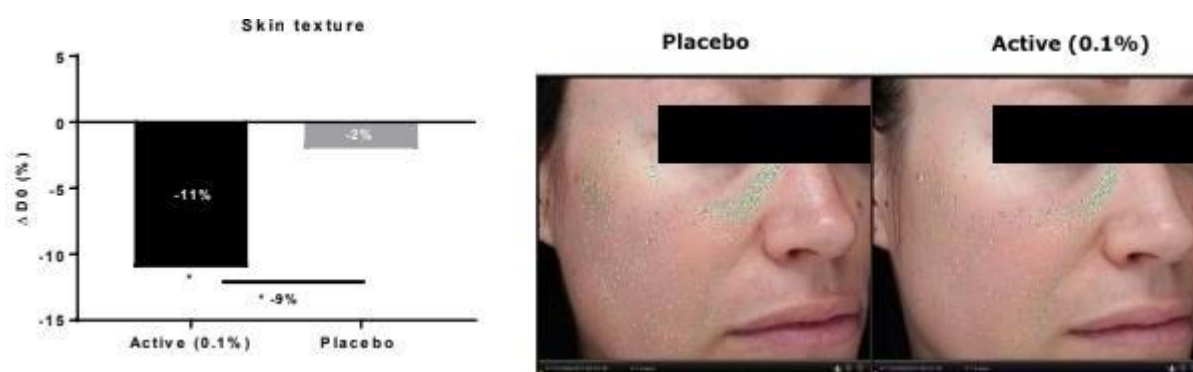 Skin texture
5
0
-5
-10
-15
Δ D0 (%)
-11%
-2%
*
* -9%
Active (0.1%)
Placebo
Placebo
Active (0.1%)